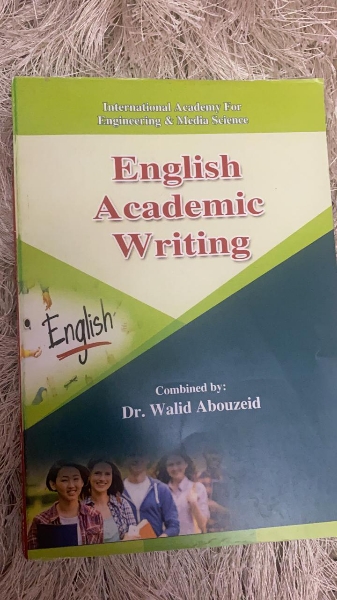 International Academy For
Engineering & Media Science
English
Academic
Writing
English
Combined by:
Dr. Walid Abouzeid